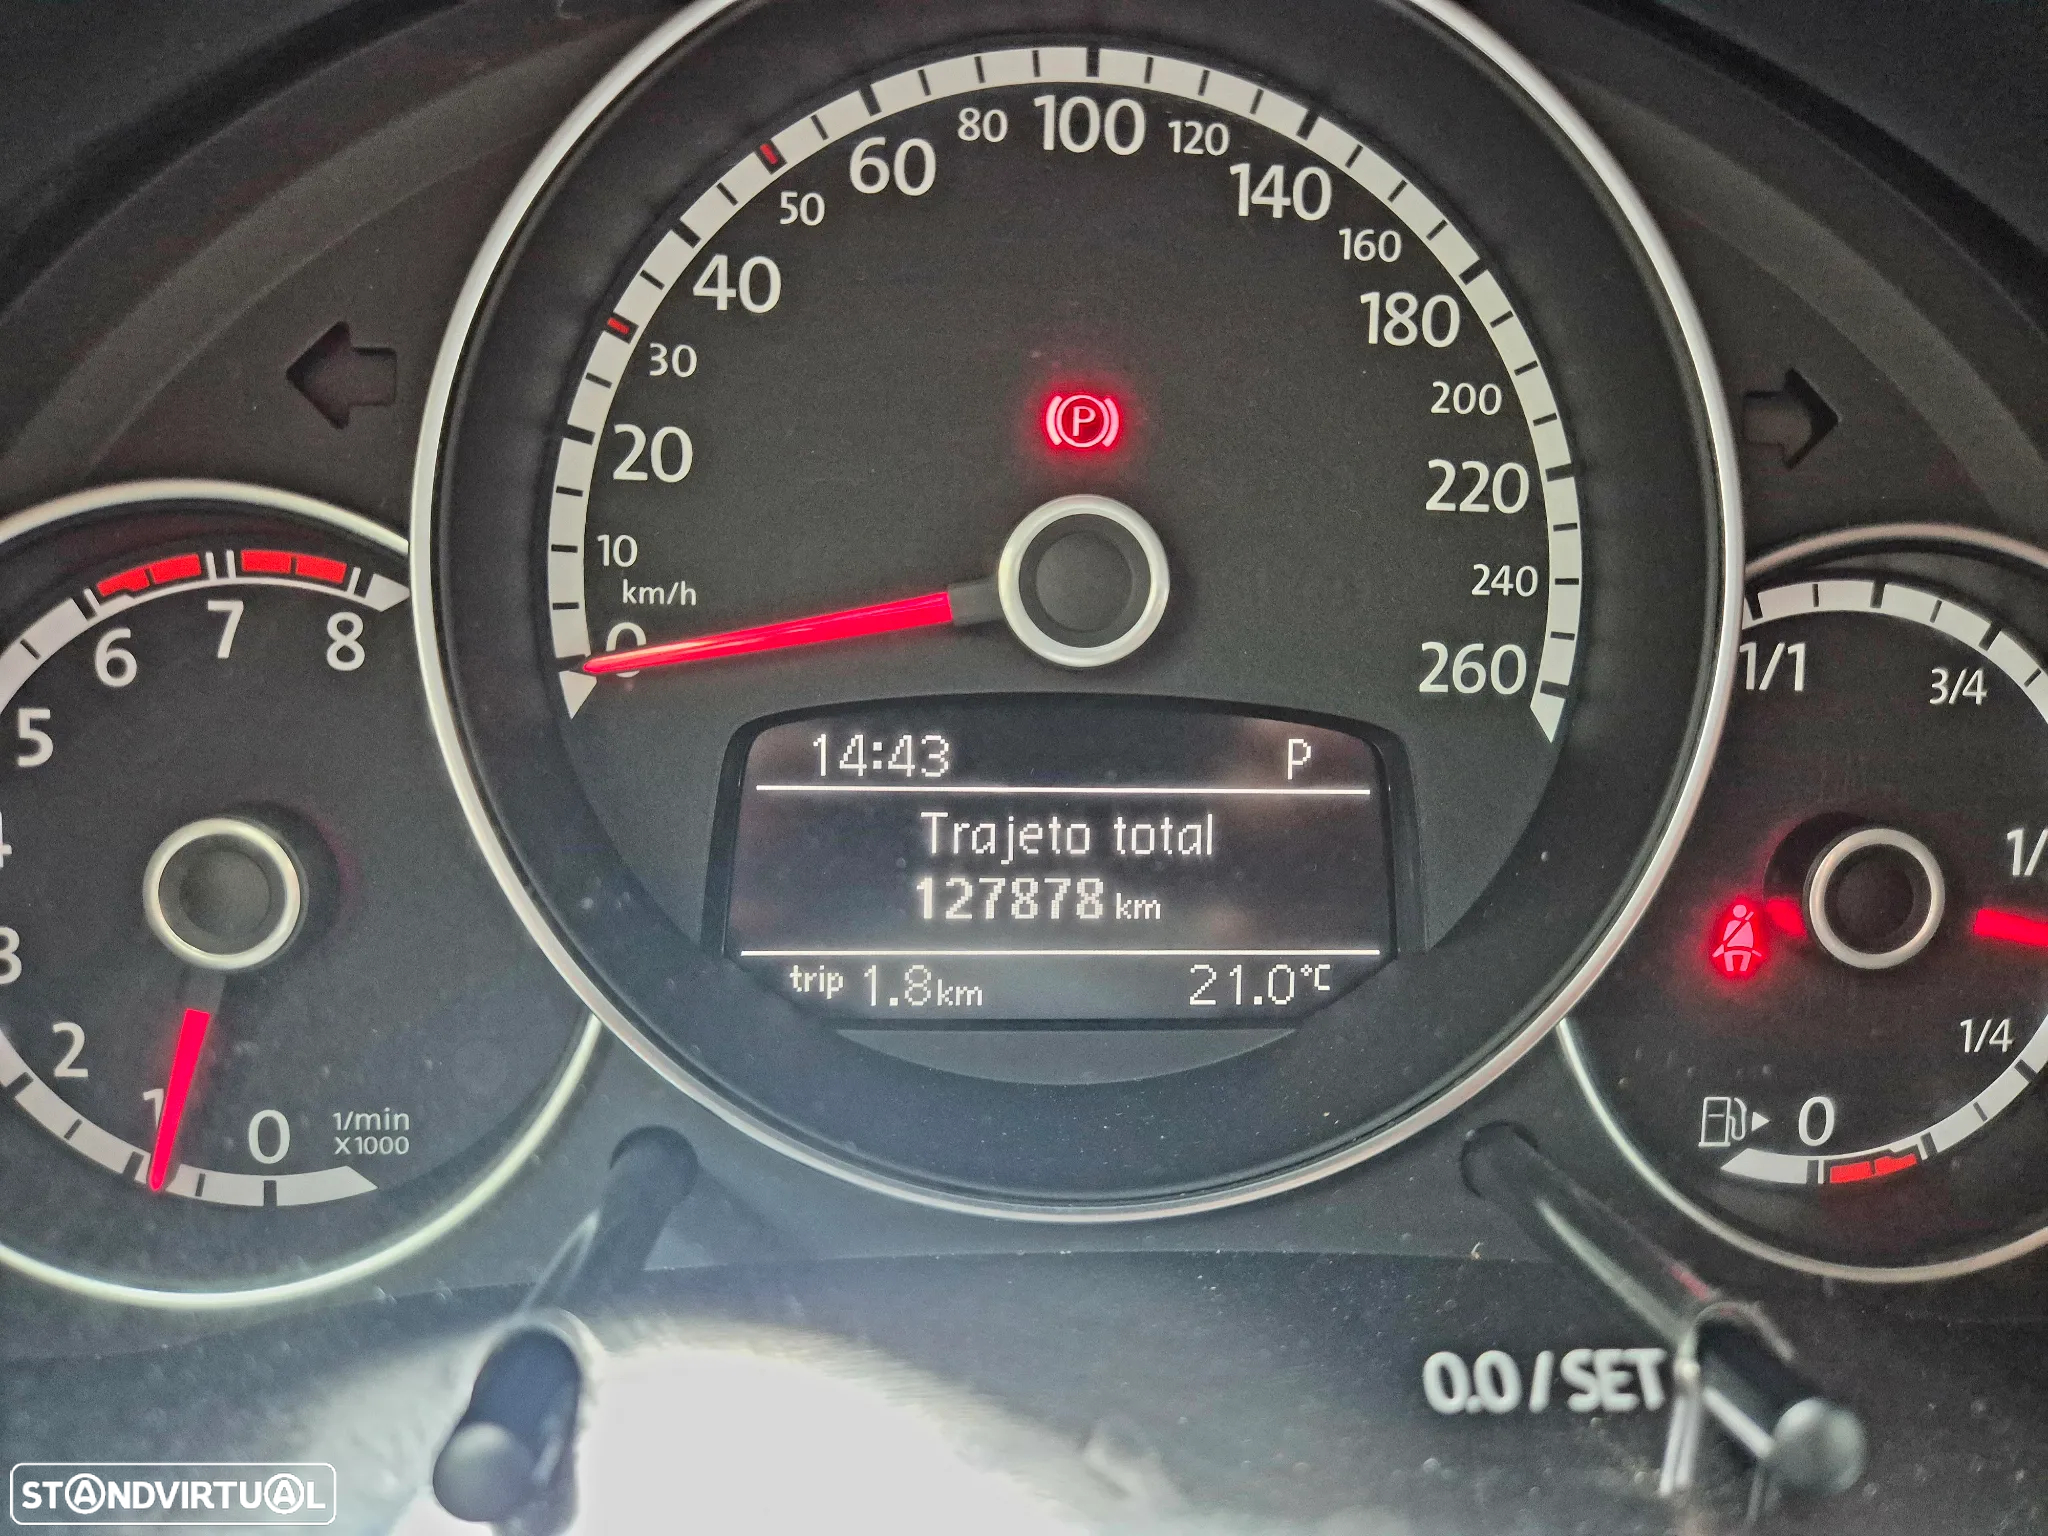 80 100 120
60 140
50 160
40 180
30 200
20 220
10 240
km/h
0 260
6 7 8
5
3
2
1 0
1/min
X1000
14:43 P
Trajeto total
127878 km
trip 1.8 km 21.0°C
1/1 3/4
1/4
0
0.0 / SET
STANDVIRTUAL